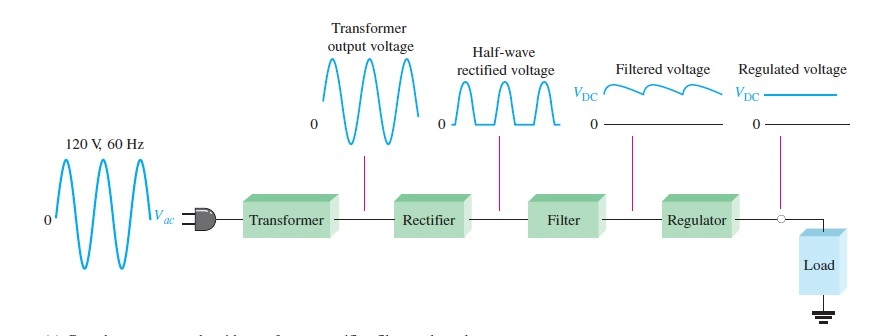 Transformer
output voltage
Half-wave
rectified voltage
Filtered voltage
Regulated voltage
V_DC
V_DC
0
0
0
0
120 V, 60 Hz
0
V_ac
Transformer
Rectifier
Filter
Regulator
Load